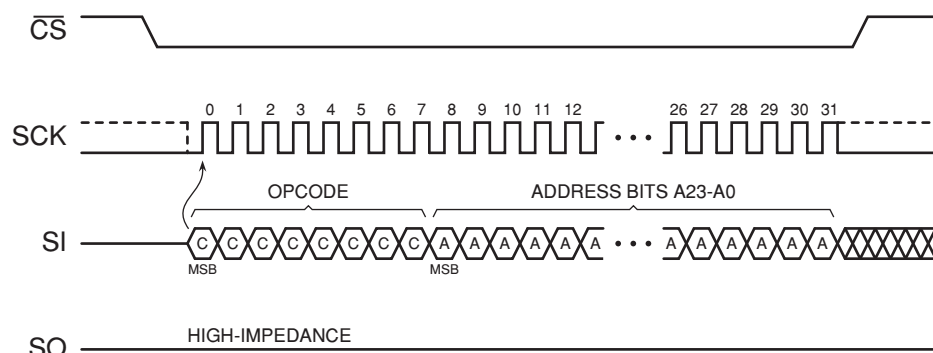 CS
0 1 2 3 4 5 6 7 8 9 10 11 12 26 27 28 29 30 31
SCK
OPCODE ADDRESS BITS A23-A0
SI C C C C C C C C A A A A A A A A A A A A
MSB MSB
HIGH-IMPEDANCE
SO